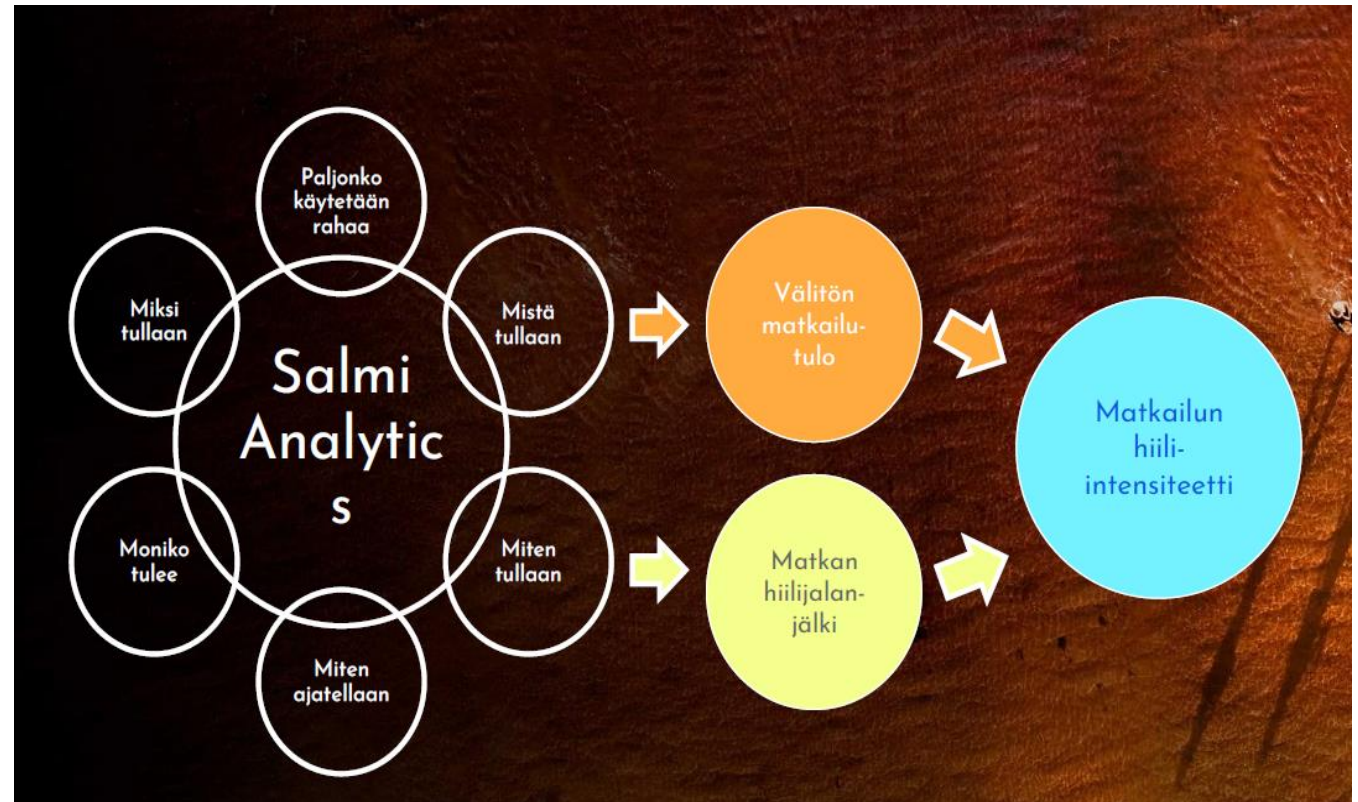 Paljonko
käytetään
rahaa
Miksi
tullaan
Mistä
tullaan
Salmi
Analytic
s
Moniko
tulee
Miten
tullaan
Miten
ajatellaan
Välitön
matkailu-
tulo
Matkan
hiilijalan-
jälki
Matkailun
hiili-
intensiteetti